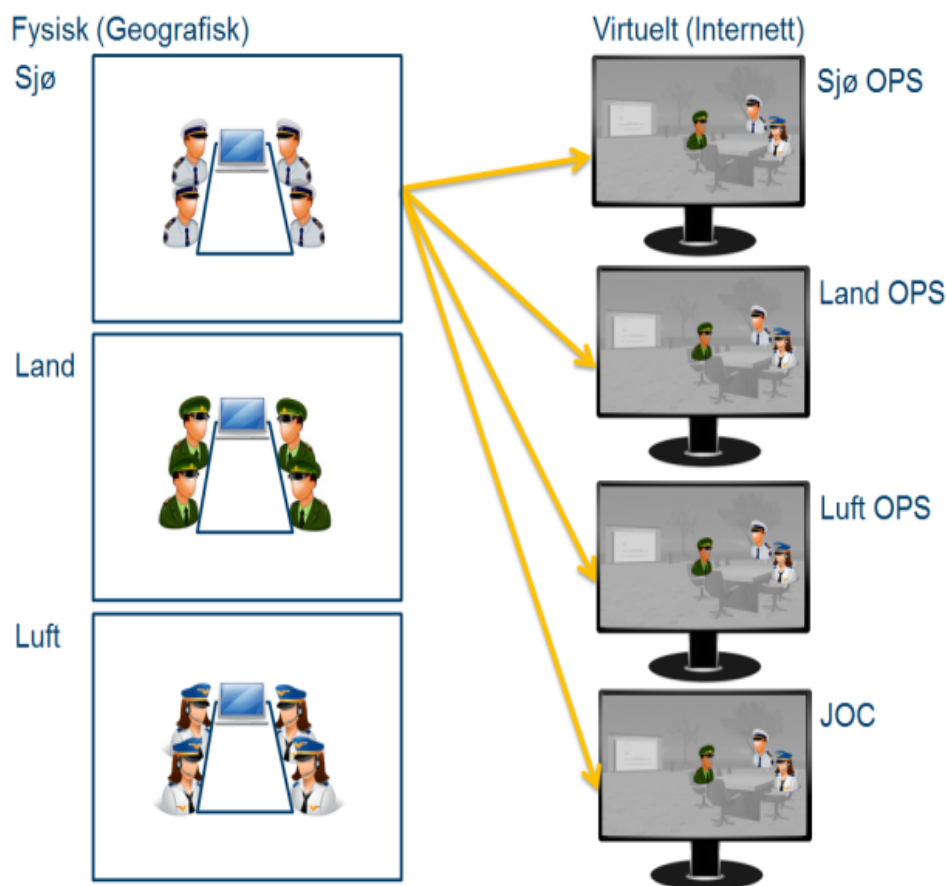 Fysisk (Geografisk)
Sjø
Land
Luft
Virtuelt (Internett)
Sjø OPS
Land OPS
Luft OPS
JOC